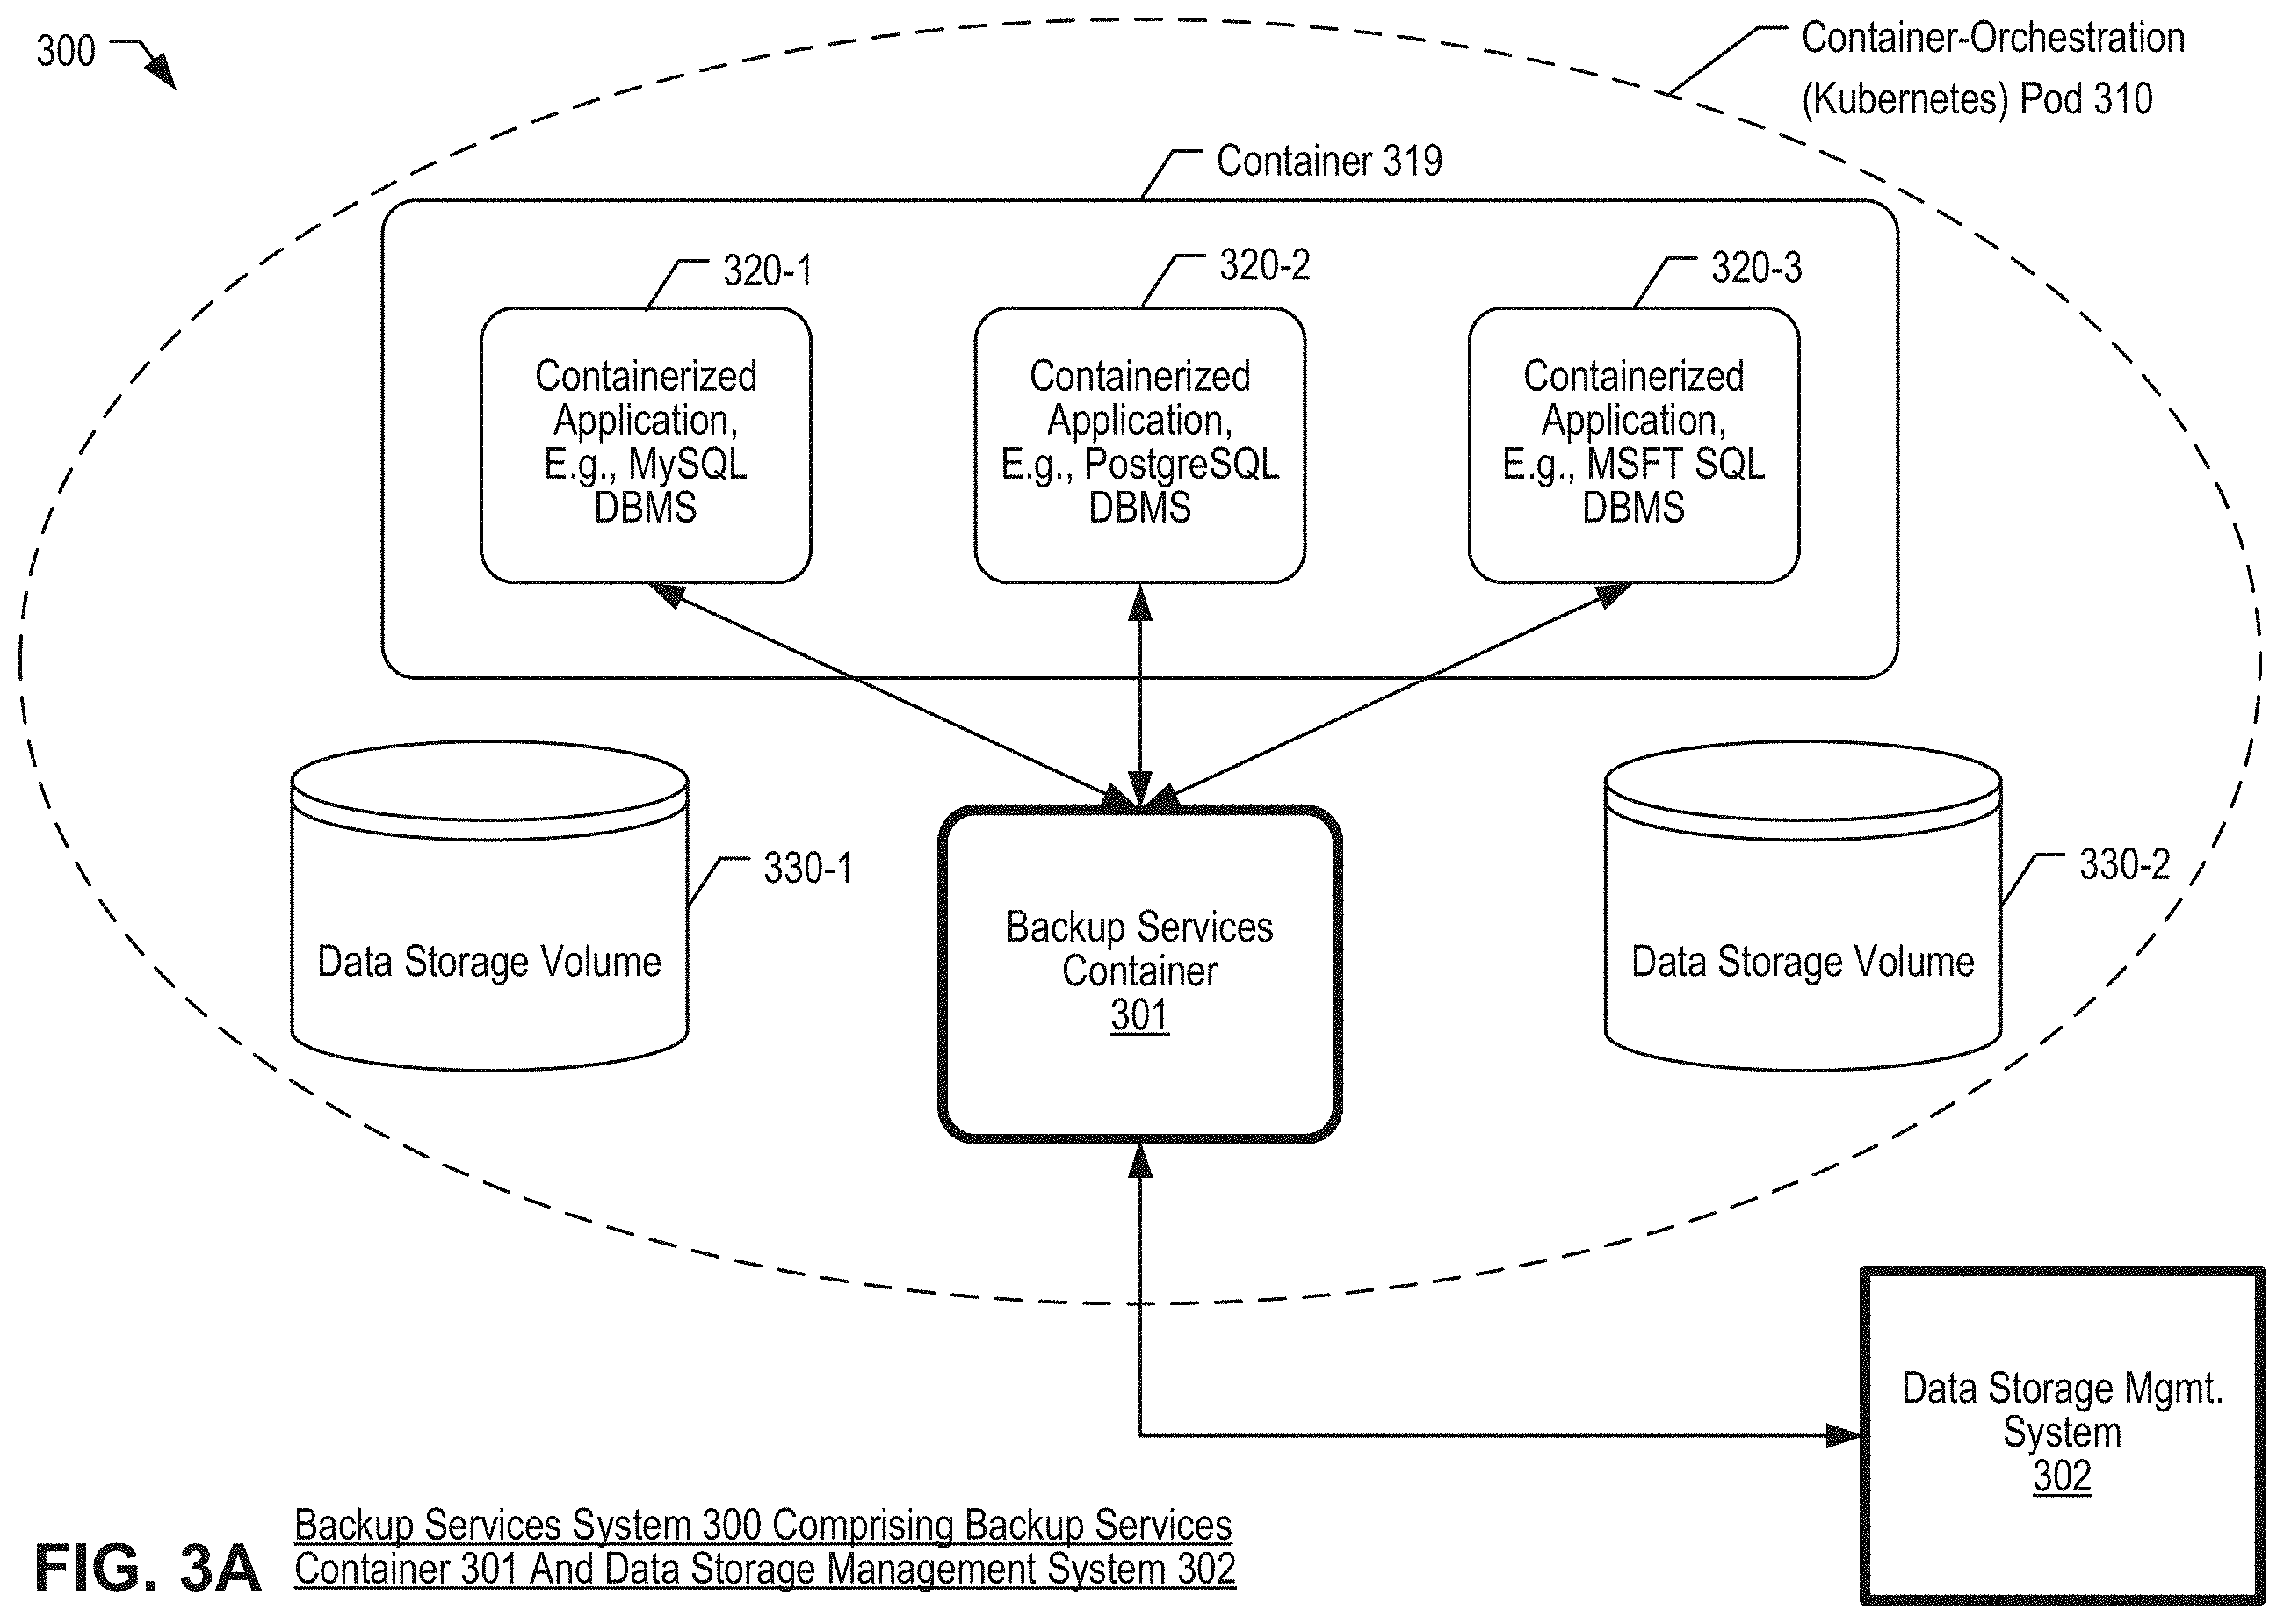 300
Container-Orchestration
(Kubernetes) Pod 310
Container 319
320-1
320-2
320-3
Containerized
Application,
E.g., MySQL
DBMS
Containerized
Application,
E.g., PostgreSQL
DBMS
Containerized
Application,
E.g., MSFT SQL
DBMS
330-1
Data Storage Volume
Backup Services
Container
301
330-2
Data Storage Volume
Data Storage Mgmt.
System
302
FIG. 3A
Backup Services System 300 Comprising Backup Services
Container 301 And Data Storage Management System 302